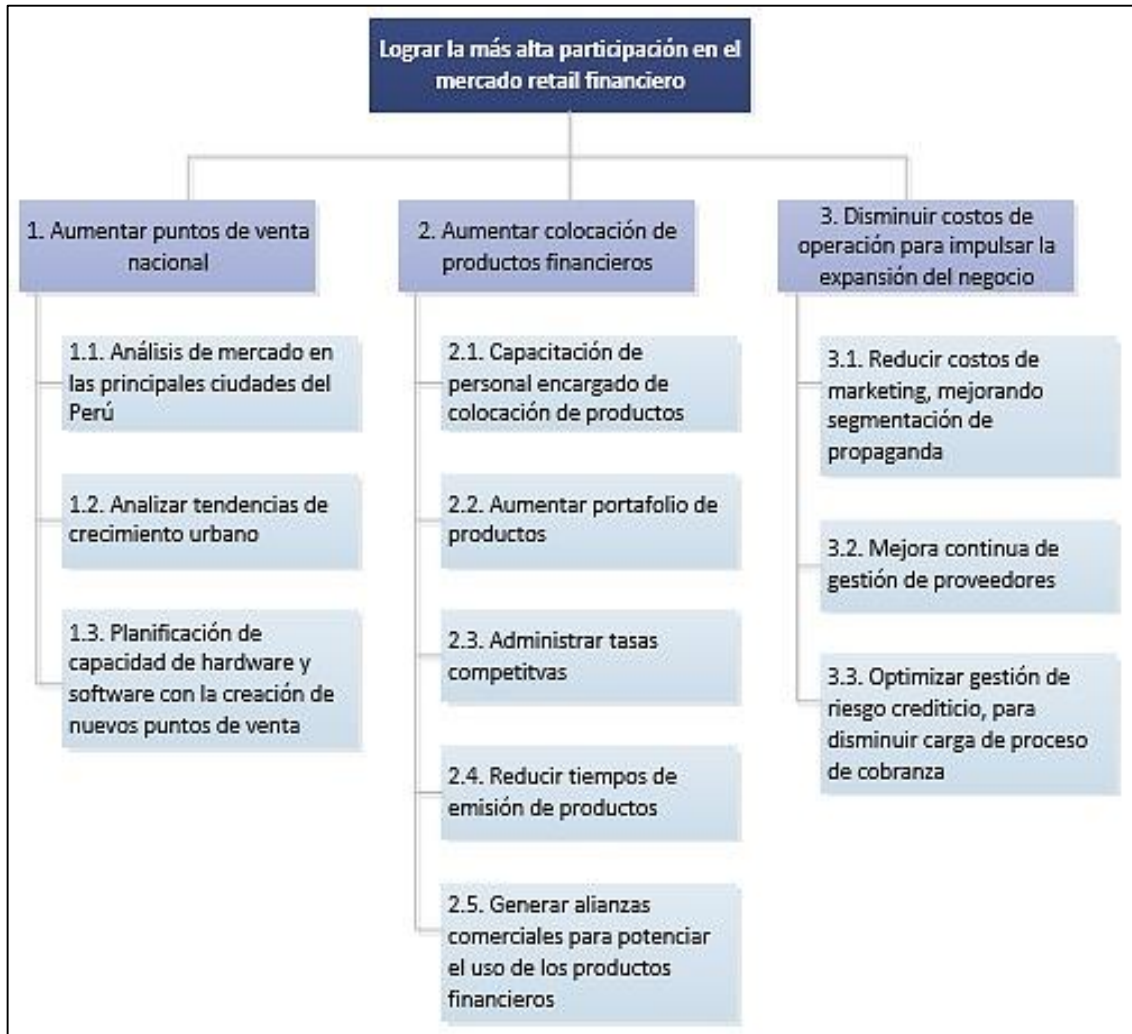 Lograr la más alta participación en el
mercado retail financiero
1. Aumentar puntos de venta
nacional
1.1. Análisis de mercado en
las principales ciudades del
Perú
1.2. Analizar tendencias de
crecimiento urbano
1.3. Planificación de
capacidad de hardware y
software con la creación de
nuevos puntos de venta
2. Aumentar colocación de
productos financieros
2.1. Capacitación de
personal encargado de
colocación de productos
2.2. Aumentar portafolio de
productos
2.3. Administrar tasas
competitvas
2.4. Reducir tiempos de
emisión de productos
2.5. Generar alianzas
comerciales para potenciar
el uso de los productos
financieros
3. Disminuir costos de
operación para impulsar la
expansión del negocio
3.1. Reducir costos de
marketing, mejorando
segmentación de
propaganda
3.2. Mejora continua de
gestión de proveedores
3.3. Optimizar gestión de
riesgo crediticio, para
disminuir carga de proceso
de cobranza